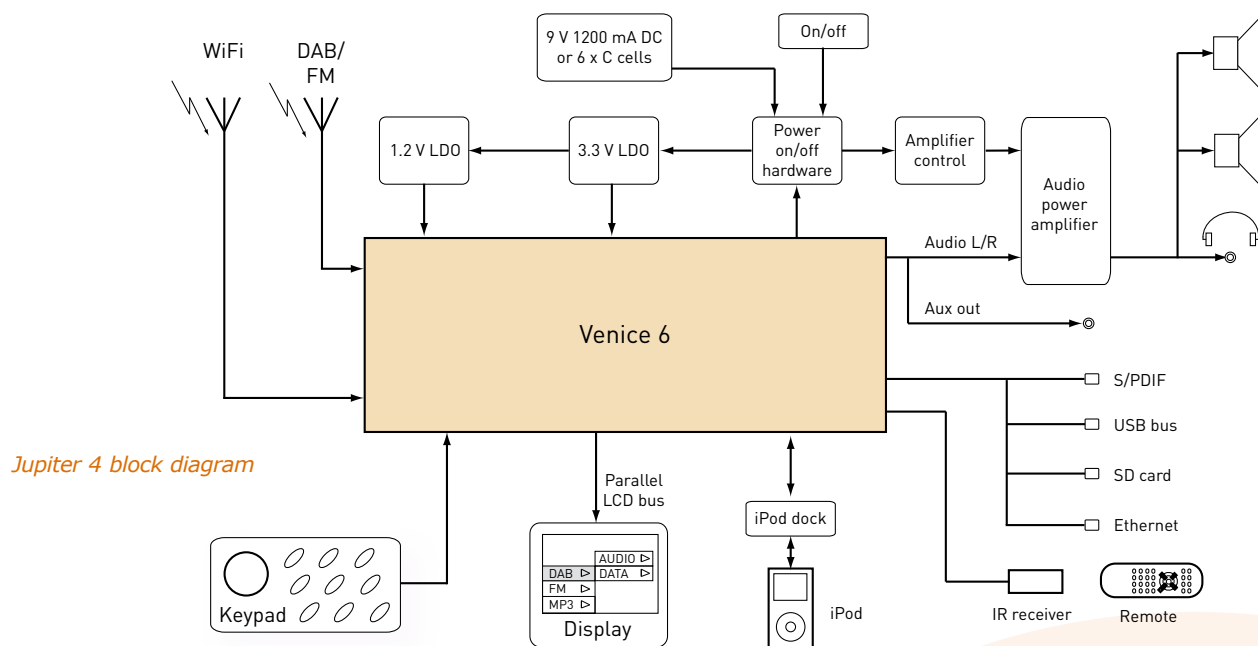 WiFi
DAB/
FM
9 V 1200 mA DC
or 6 x C cells
On/off
1.2 V LDO
3.3 V LDO
Power
on/off
hardware
Amplifier
control
Audio
power
amplifier
Audio L/R
Aux out
Venice 6
S/PDIF
USB bus
SD card
Ethernet
Jupiter 4 block diagram
Parallel
LCD bus
iPod dock
Keypad
AUDIO
DAB
DATA
FM
MP3
Display
iPod
IR receiver
Remote